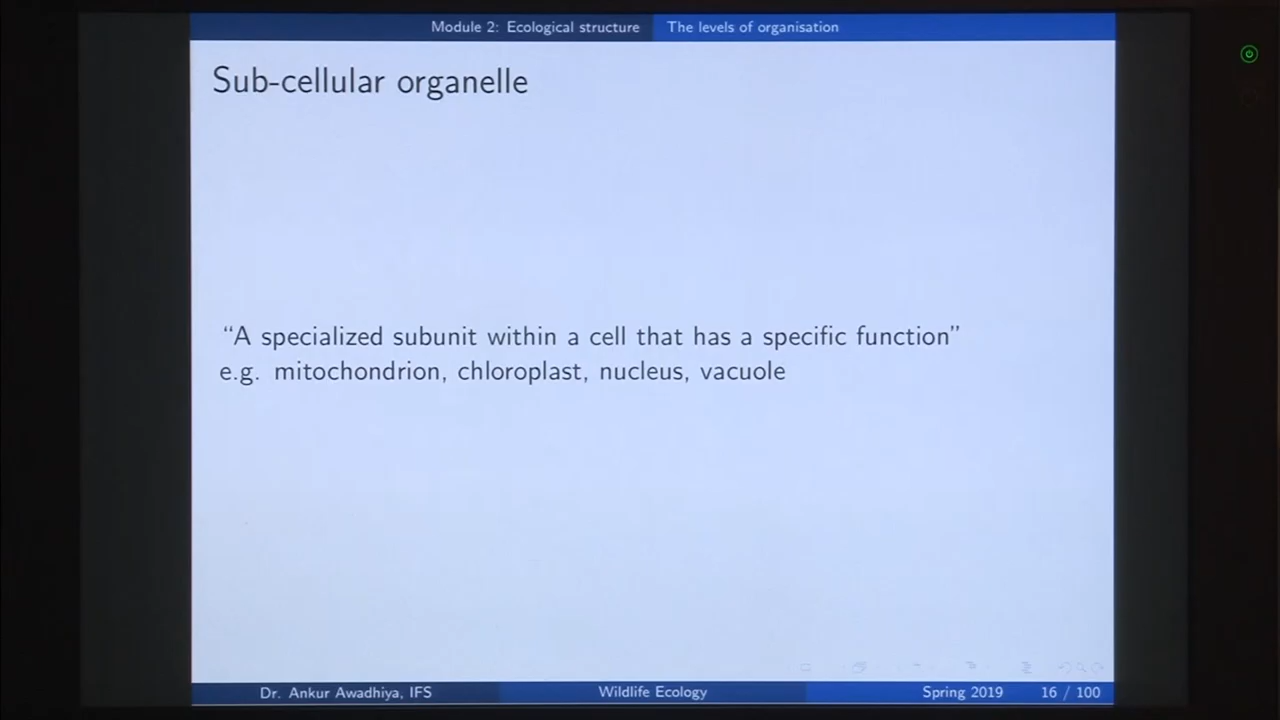 Module 2: Ecological structure The levels of organisation
Sub-cellular organelle
“A specialized subunit within a cell that has a specific function”
e.g. mitochondrion, chloroplast, nucleus, vacuole
Dr. Ankur Awadhiya, IFS Wildlife Ecology Spring 2019 16 / 100